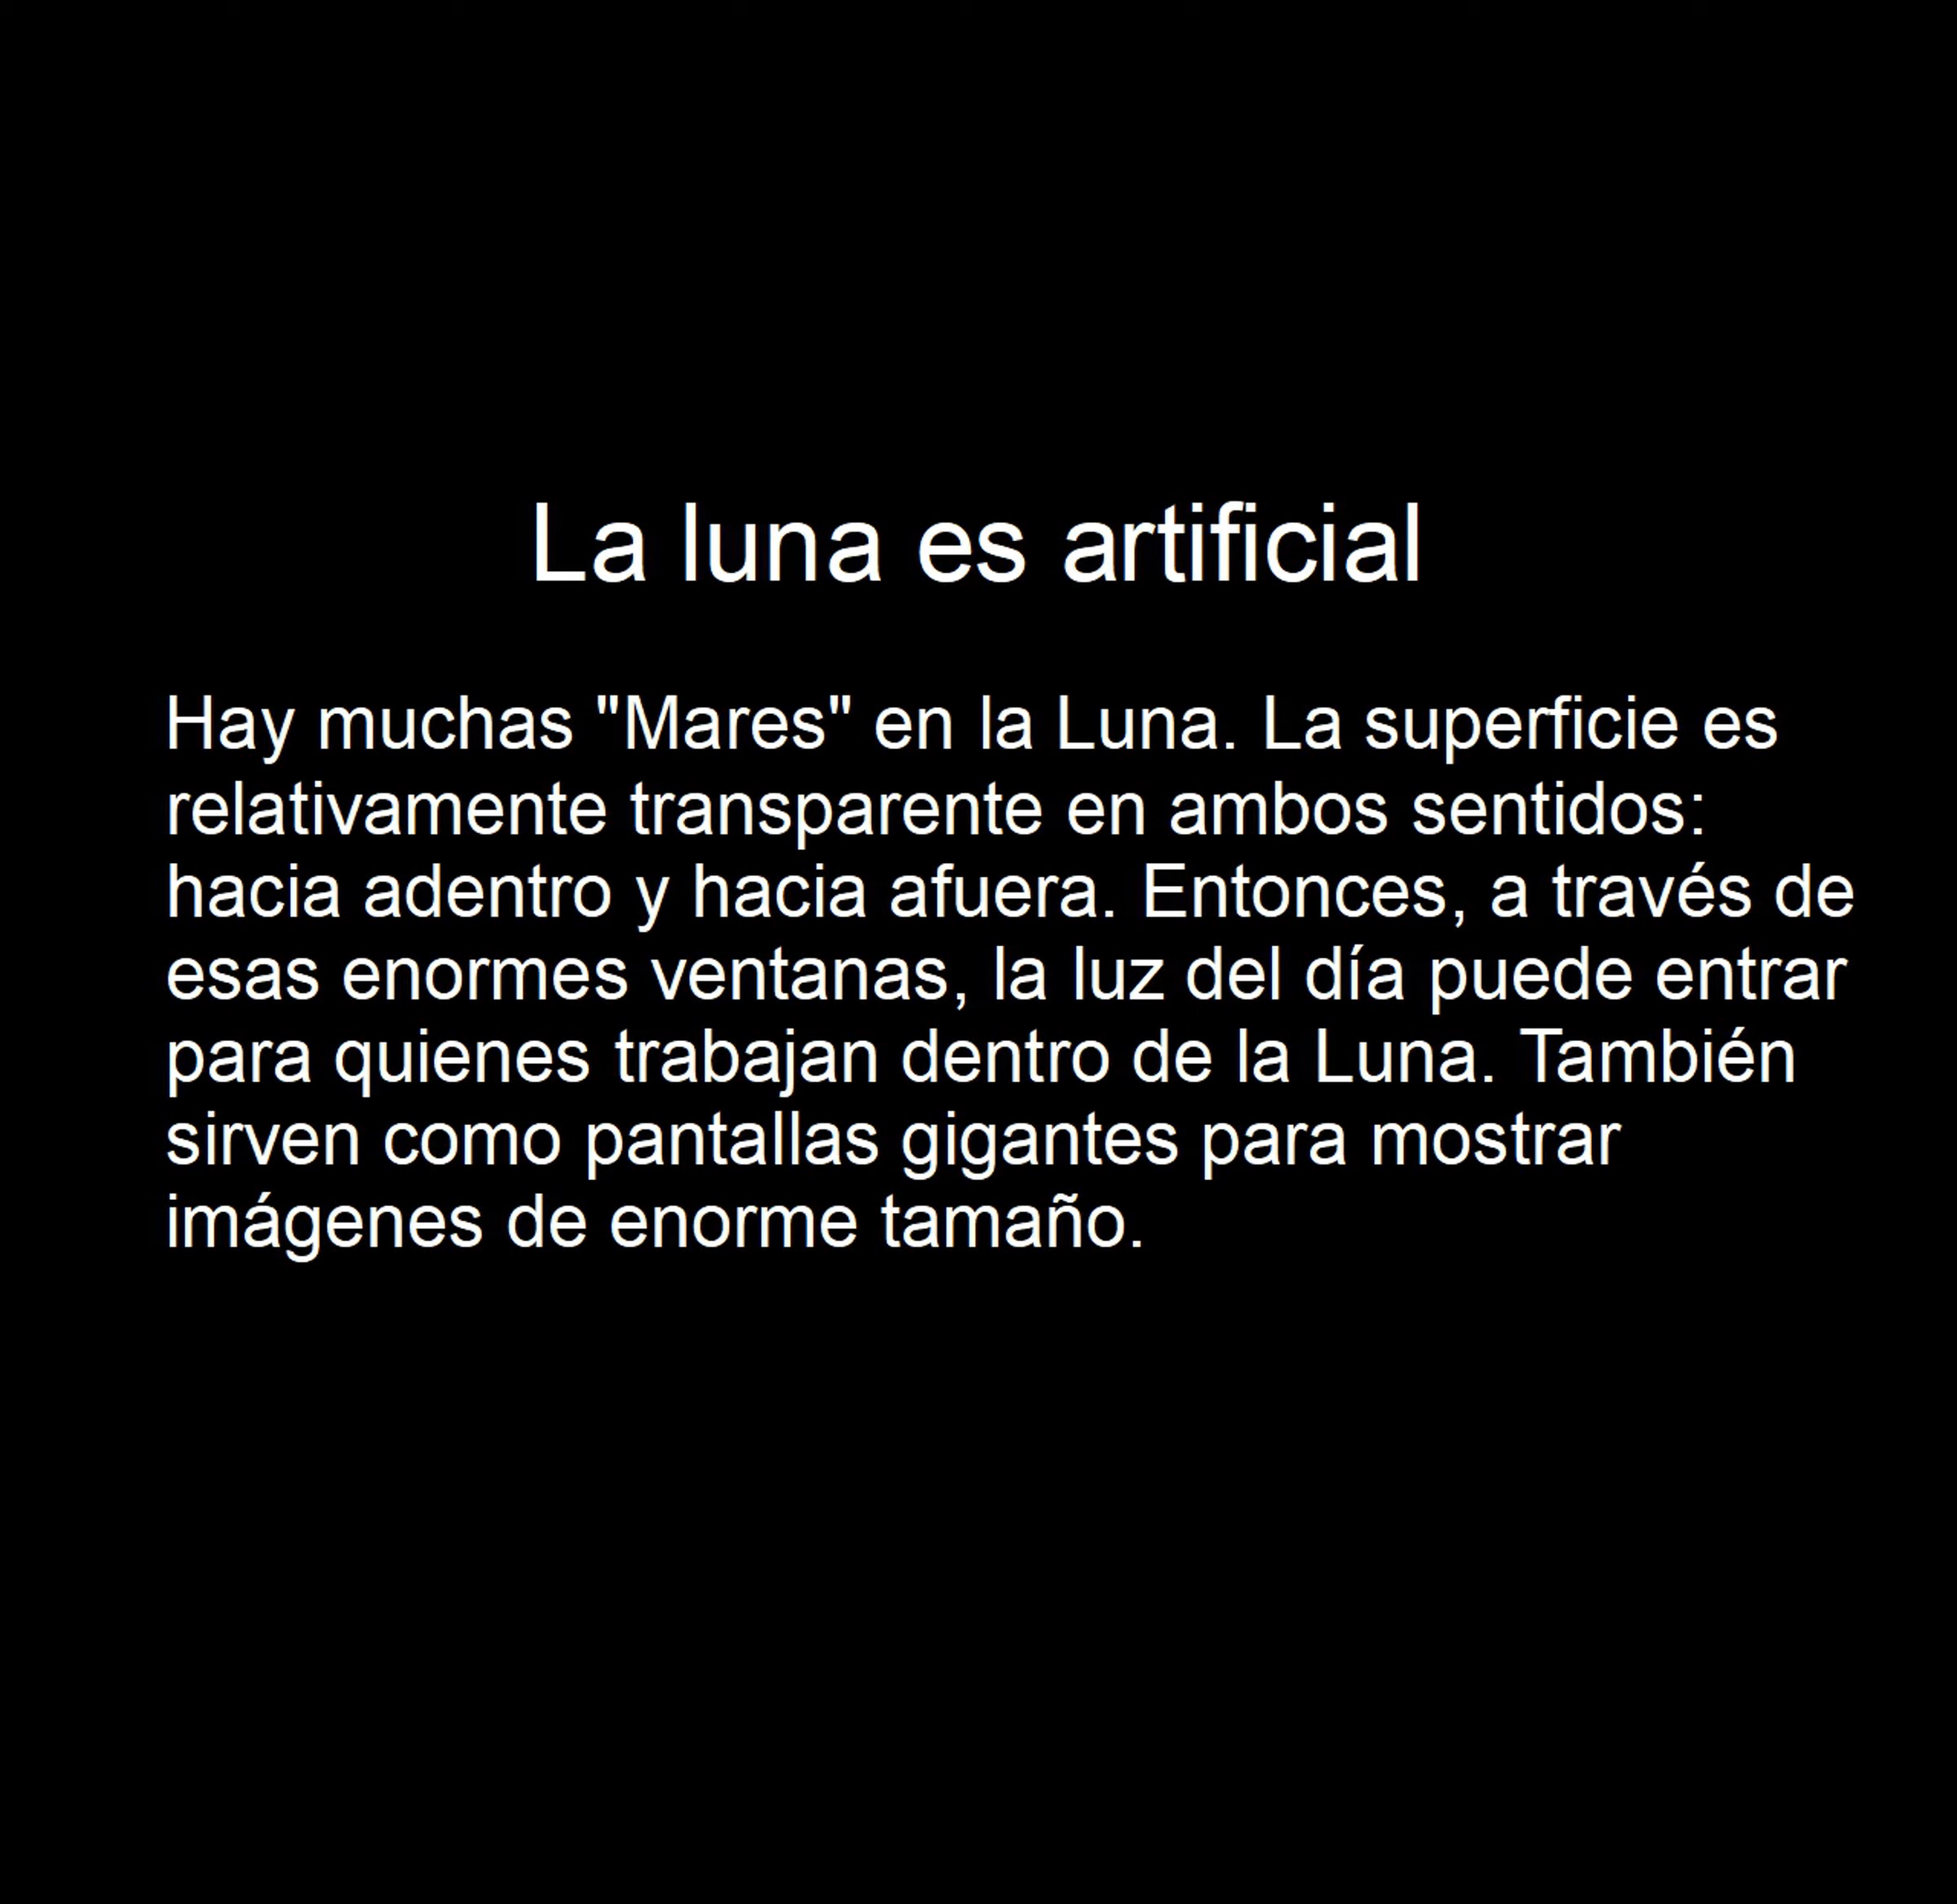 La luna es artificial
Hay muchas "Mares" en la Luna. La superficie es
relativamente transparente en ambos sentidos:
hacia adentro y hacia afuera. Entonces, a través de
esas enormes ventanas, la luz del día puede entrar
para quienes trabajan dentro de la Luna. También
sirven como pantallas gigantes para mostrar
imágenes de enorme tamaño.